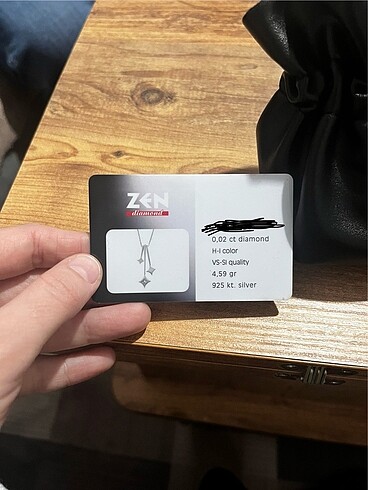 ZEN
diamond
0,02 ct diamond
H-I color
VS-SI quality
4,59 gr
925 kt. silver